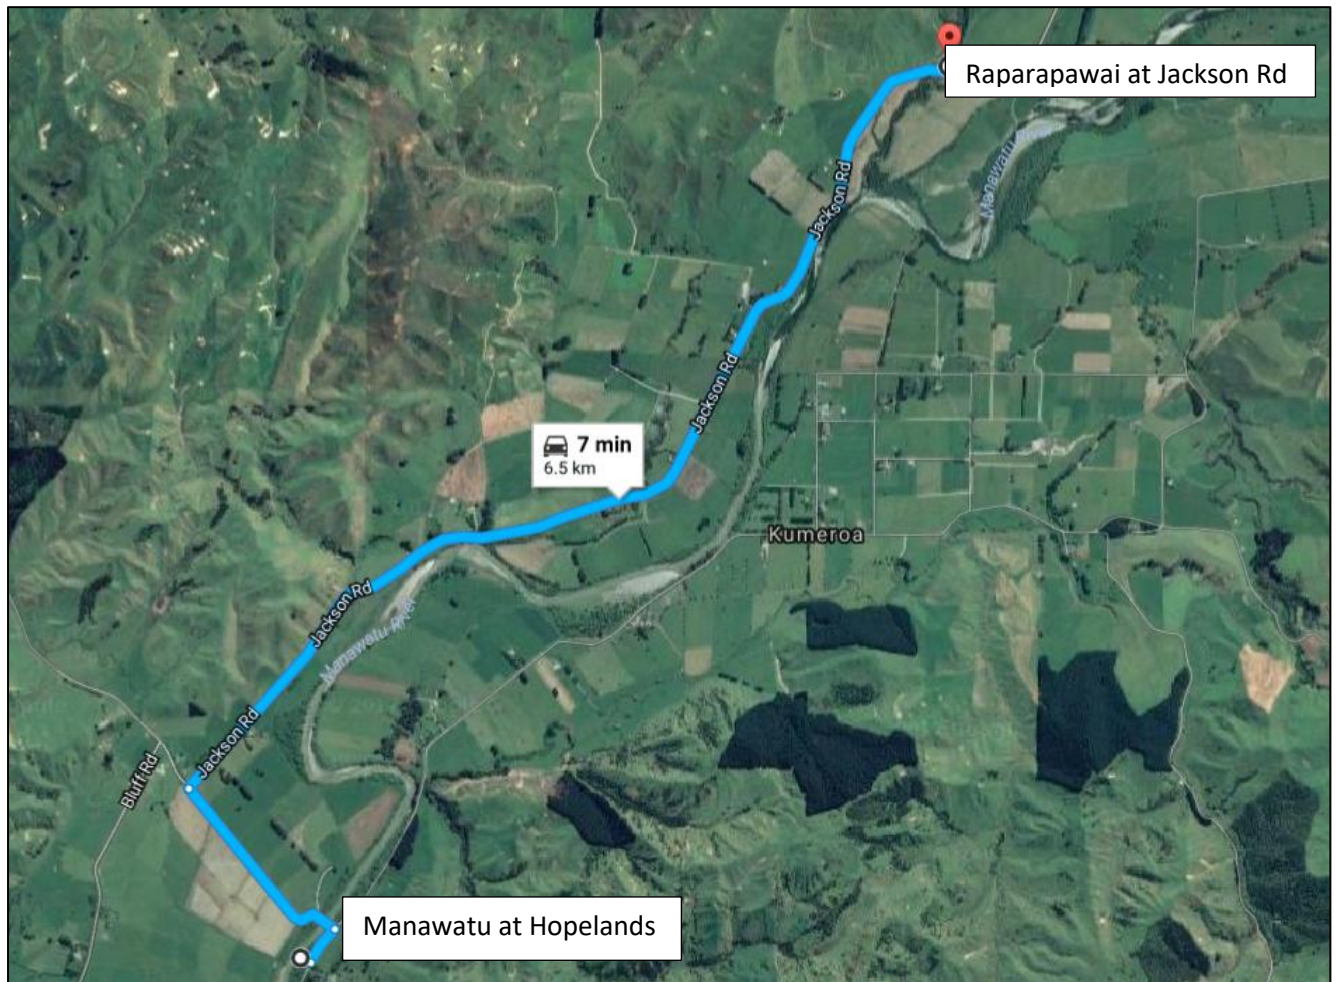 Raparapawai at Jackson Rd
Manawatu River
Jackson Rd
Jackson Rd
7 min
6.5 km
Kumeroa
Jackson Rd
Manawatu River
Jackson Rd
Bluff Rd
Manawatu at Hopelands